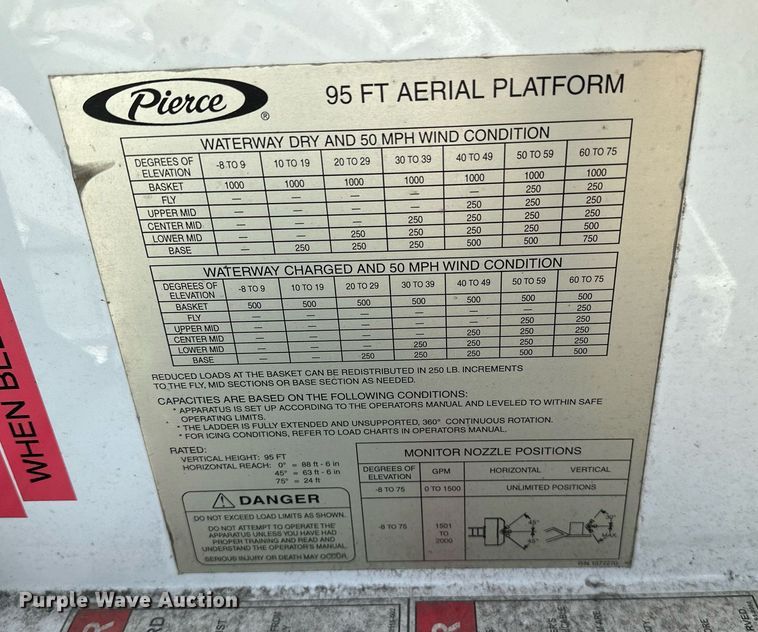 Pierce ®
95 FT AERIAL PLATFORM
WATERWAY DRY AND 50 MPH WIND CONDITION
DEGREES OF ELEVATION -8 TO 9 10 TO 19 20 TO 29 30 TO 39 40 TO 49 50 TO 59 60 TO 75
BASKET 1000 1000 1000 1000 1000 1000 1000
FLY — — — — — 250 250
UPPER MID — — — — 250 250 250
CENTER MID — — — 250 250 250 250
LOWER MID — — 250 250 250 250 500
BASE — 250 250 250 500 500 750
WATERWAY CHARGED AND 50 MPH WIND CONDITION
DEGREES OF ELEVATION -8 TO 9 10 TO 19 20 TO 29 30 TO 39 40 TO 49 50 TO 59 60 TO 75
BASKET 500 500 500 500 500 500 500
FLY — — — — — — 250
UPPER MID — — — — — 250 250
CENTER MID — — — — 250 250 250
LOWER MID — — — 250 250 250 250
BASE — — 250 250 250 500 500
REDUCED LOADS AT THE BASKET CAN BE REDISTRIBUTED IN 250 LB. INCREMENTS
TO THE FLY, MID SECTIONS OR BASE SECTION AS NEEDED.
CAPACITIES ARE BASED ON THE FOLLOWING CONDITIONS:
* APPARATUS IS SET UP ACCORDING TO THE OPERATORS MANUAL AND LEVELED TO WITHIN SAFE
OPERATING LIMITS.
* THE LADDER IS FULLY EXTENDED AND UNSUPPORTED, 360° CONTINUOUS ROTATION.
* FOR ICING CONDITIONS, REFER TO LOAD CHARTS IN OPERATORS MANUAL.
RATED:
VERTICAL HEIGHT: 95 FT
HORIZONTAL REACH: 0° = 88 ft - 6 in
45° = 63 ft - 6 in
75° = 24 ft
DANGER
DO NOT EXCEED LOAD LIMITS AS SHOWN.
DO NOT ATTEMPT TO OPERATE THE
APPARATUS UNLESS YOU HAVE HAD
PROPER TRAINING AND READ AND
UNDERSTAND THE OPERATOR'S MANUAL.
SERIOUS INJURY OR DEATH MAY OCCUR.
MONITOR NOZZLE POSITIONS
DEGREES OF ELEVATION GPM HORIZONTAL VERTICAL
-8 TO 75 0 TO 1500 UNLIMITED POSITIONS
-8 TO 75 1501 TO 2000 45° 45° 30° MAX.
WHEN
Purple Wave Auction